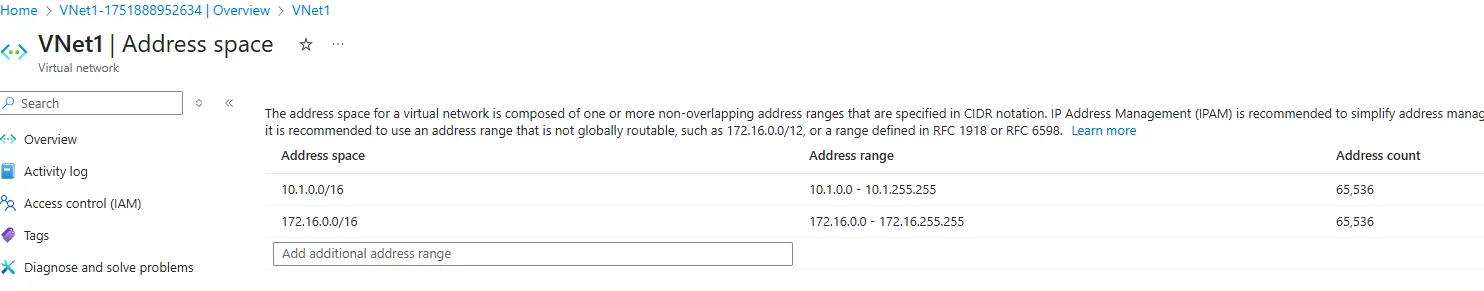 Home > VNet1-1751888952634 | Overview > VNet1
VNet1 | Address space
Virtual network
Search
Overview
Activity log
Access control (IAM)
Tags
Diagnose and solve problems
The address space for a virtual network is composed of one or more non-overlapping address ranges that are specified in CIDR notation. IP Address Management (IPAM) is recommended to simplify address
it is recommended to use an address range that is not globally routable, such as 172.16.0.0/12, or a range defined in RFC 1918 or RFC 6598. Learn more
Address space Address range Address count
10.1.0.0/16 10.1.0.0 - 10.1.255.255 65,536
172.16.0.0/16 172.16.0.0 - 172.16.255.255 65,536
Add additional address range